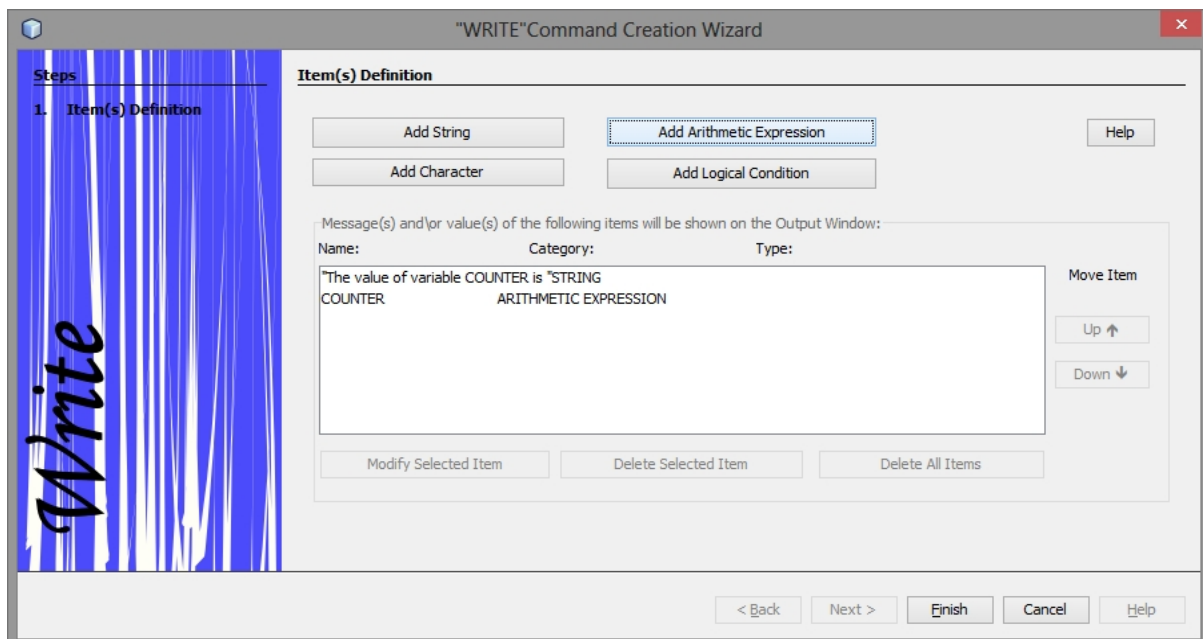 "WRITE"Command Creation Wizard
Steps
1. Item(s) Definition
Write
Item(s) Definition
Add String
Add Arithmetic Expression
Help
Add Character
Add Logical Condition
Message(s) and\or value(s) of the following items will be shown on the Output Window:
Name: Category: Type:
"The value of variable COUNTER is "STRING
COUNTER ARITHMETIC EXPRESSION
Move Item
Up
Down
Modify Selected Item
Delete Selected Item
Delete All Items
< Back
Next >
Finish
Cancel
Help